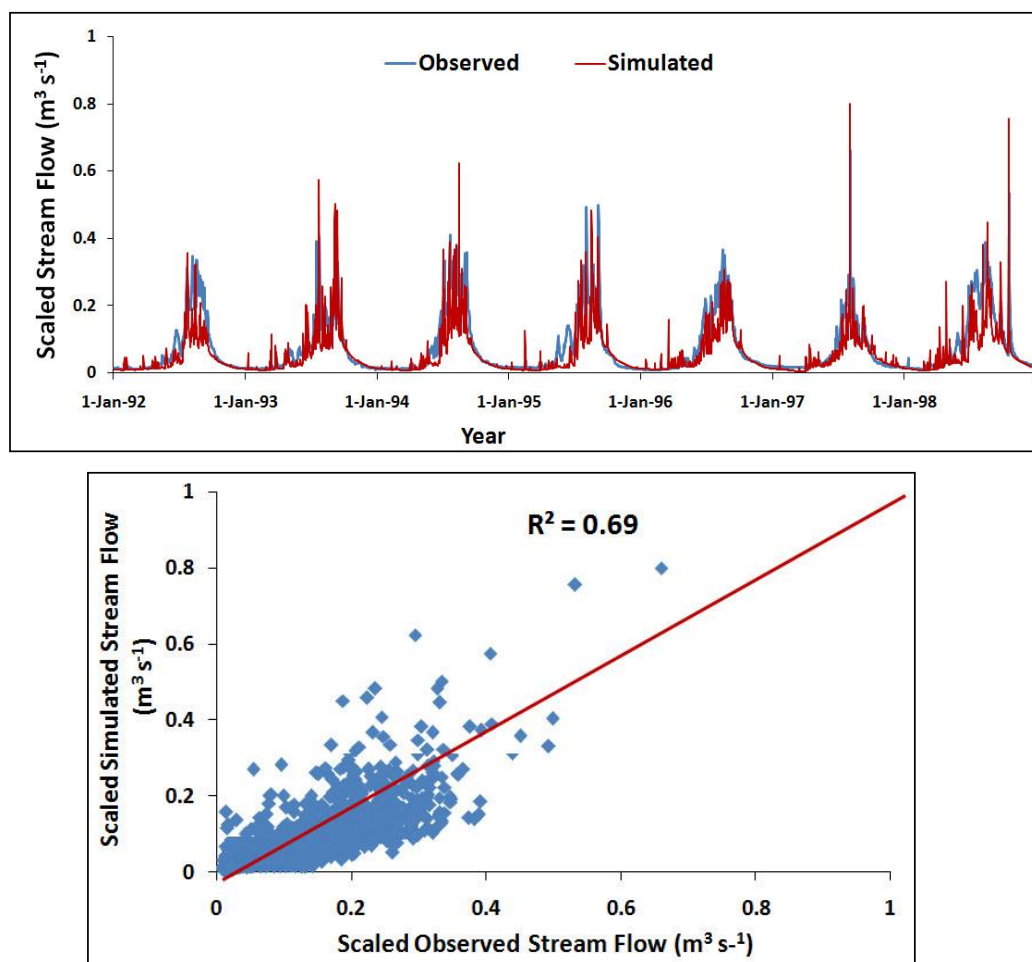 1
0.8
0.6
0.4
0.2
0
Scaled Stream Flow (m³ s-¹)
Observed
Simulated
1-Jan-92 1-Jan-93 1-Jan-94 1-Jan-95 1-Jan-96 1-Jan-97 1-Jan-98
Year
1
0.8
0.6
0.4
0.2
0
Scaled Simulated Stream Flow
(m³ s-¹)
R² = 0.69
0 0.2 0.4 0.6 0.8 1
Scaled Observed Stream Flow (m³ s-¹)